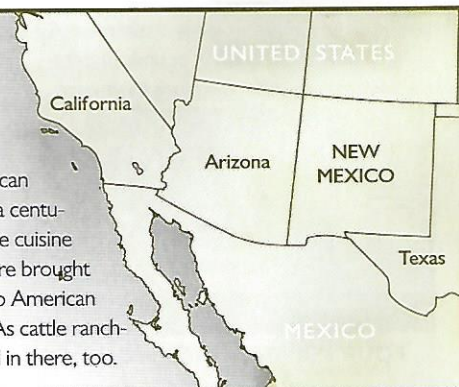 UNITED STATES
California
Arizona
NEW
MEXICO
Texas
MEXICO
can
a centu-
e cuisine
re brought
o American
As cattle ranch-
l in there, too.